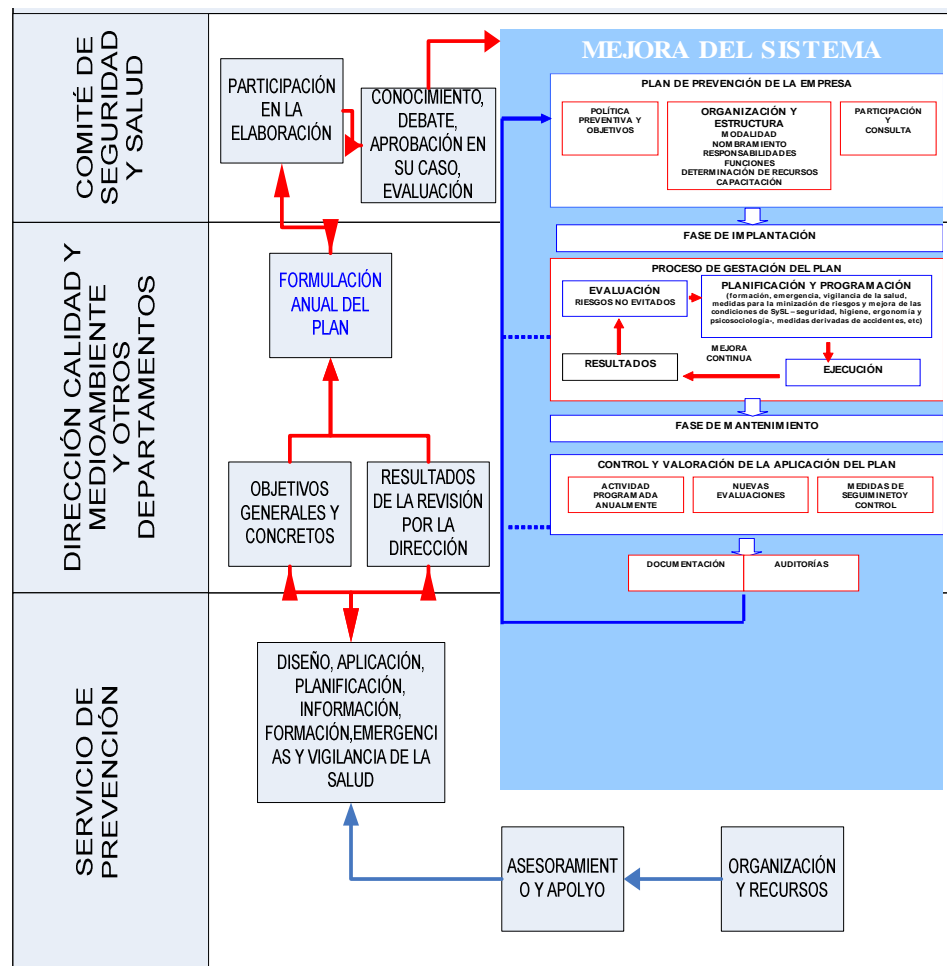 COMITÉ DE
SEGURIDAD
Y SALUD
PARTICIPACIÓN
EN LA
ELABORACIÓN
CONOCIMIENTO,
DEBATE,
APROBACIÓN EN
SU CASO,
EVALUACIÓN
DIRECCIÓN CALIDAD Y
MEDIOAMBIENTE
Y OTROS
DEPARTAMENTOS
FORMULACIÓN
ANUAL DEL
PLAN
OBJETIVOS
GENERALES Y
CONCRETOS
RESULTADOS
DE LA REVISIÓN
POR LA
DIRECCIÓN
SERVICIO DE
PREVENCIÓN
DISEÑO, APLICACIÓN,
PLANIFICACIÓN,
INFORMACIÓN,
FORMACIÓN,EMERGENCI
AS Y VIGILANCIA DE LA
SALUD
ASESORAMIENT
O Y APOLYO
ORGANIZACIÓN
Y RECURSOS
MEJORA DEL SISTEMA
PLAN DE PREVENCIÓN DE LA EMPRESA
POLÍTICA
PREVENTIVA Y
OBJETIVOS
ORGANIZACIÓN Y
ESTRUCTURA
MODALIDAD
NOMBRAMIENTO
RESPONSABILIDADES
FUNCIONES
DETERMINACIÓN DE RECURSOS
CAPACITACIÓN
PARTICIPACIÓN
Y
CONSULTA
FASE DE IMPLANTACIÓN
PROCESO DE GESTACIÓN DEL PLAN
EVALUACIÓN
RIESGOS NO EVITADOS
PLANIFICACIÓN Y PROGRAMACIÓN
(formación, emergencia, vigilancia de la salud,
medidas para la minización de riesgos y mejora de las
condiciones de SySL – seguridad, higiene, ergonomía y
psicosociología-, medidas derivadas de accidentes, etc)
MEJORA
CONTINUA
RESULTADOS
EJECUCIÓN
FASE DE MANTENIMIENTO
CONTROL Y VALORACIÓN DE LA APLICACIÓN DEL PLAN
ACTIVIDAD
PROGRAMADA
ANUALMENTE
NUEVAS
EVALUACIONES
MEDIDAS DE
SEGUIMINETOY
CONTROL
DOCUMENTACIÓN
AUDITORÍAS